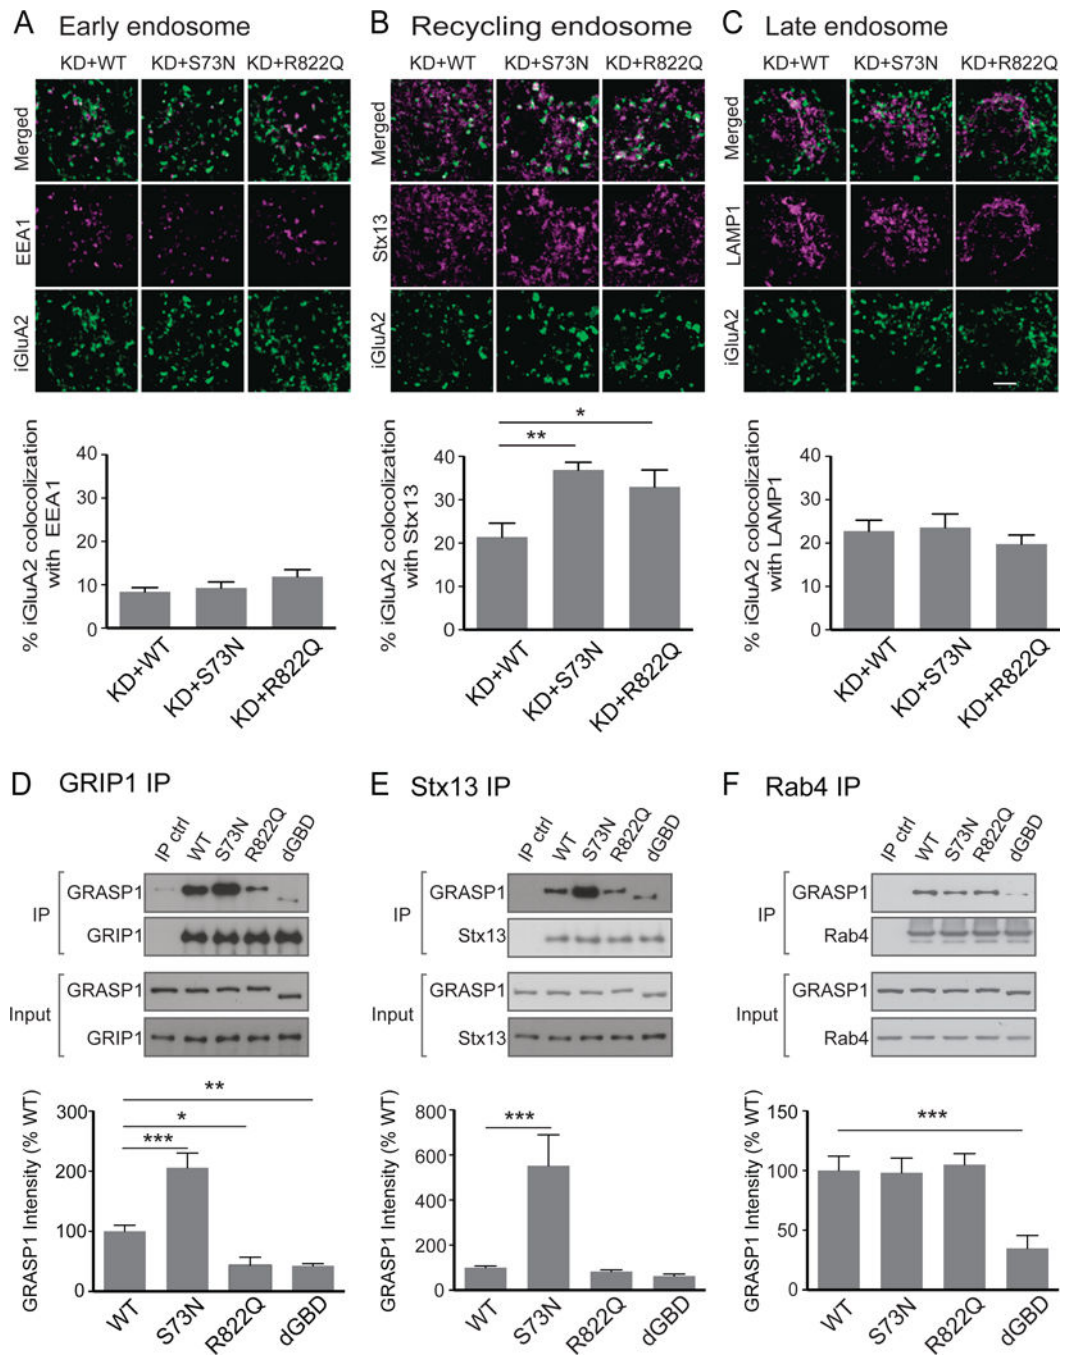 A Early endosome
KD+WT KD+S73N KD+R822Q
Merged
EEA1
iGluA2
% iGluA2 colocolization
with EEA1
40
30
20
10
0
KD+WT
KD+S73N
KD+R822Q
B Recycling endosome
KD+WT KD+S73N KD+R822Q
Merged
Stx13
iGluA2
*
**
% iGluA2 colocalization
with Stx13
40
30
20
10
0
KD+WT
KD+S73N
KD+R822Q
C Late endosome
KD+WT KD+S73N KD+R822Q
Merged
LAMP1
iGluA2
% iGluA2 colocalization
with LAMP1
40
30
20
10
0
KD+WT
KD+S73N
KD+R822Q
D GRIP1 IP
IP ctrl WT S73N R822Q dGBD
IP
GRASP1
GRIP1
Input
GRASP1
GRIP1
GRASP1 Intensity (% WT)
300
200
100
0
**
*
***
WT
S73N
R822Q
dGBD
E Stx13 IP
IP ctrl WT S73N R822Q dGBD
IP
GRASP1
Stx13
Input
GRASP1
Stx13
GRASP1 Intensity (% WT)
800
600
400
200
0
***
WT
S73N
R822Q
dGBD
F Rab4 IP
IP ctrl WT S73N R822Q dGBD
IP
GRASP1
Rab4
Input
GRASP1
Rab4
GRASP1 Intensity (% WT)
150
100
50
0
***
WT
S73N
R822Q
dGBD